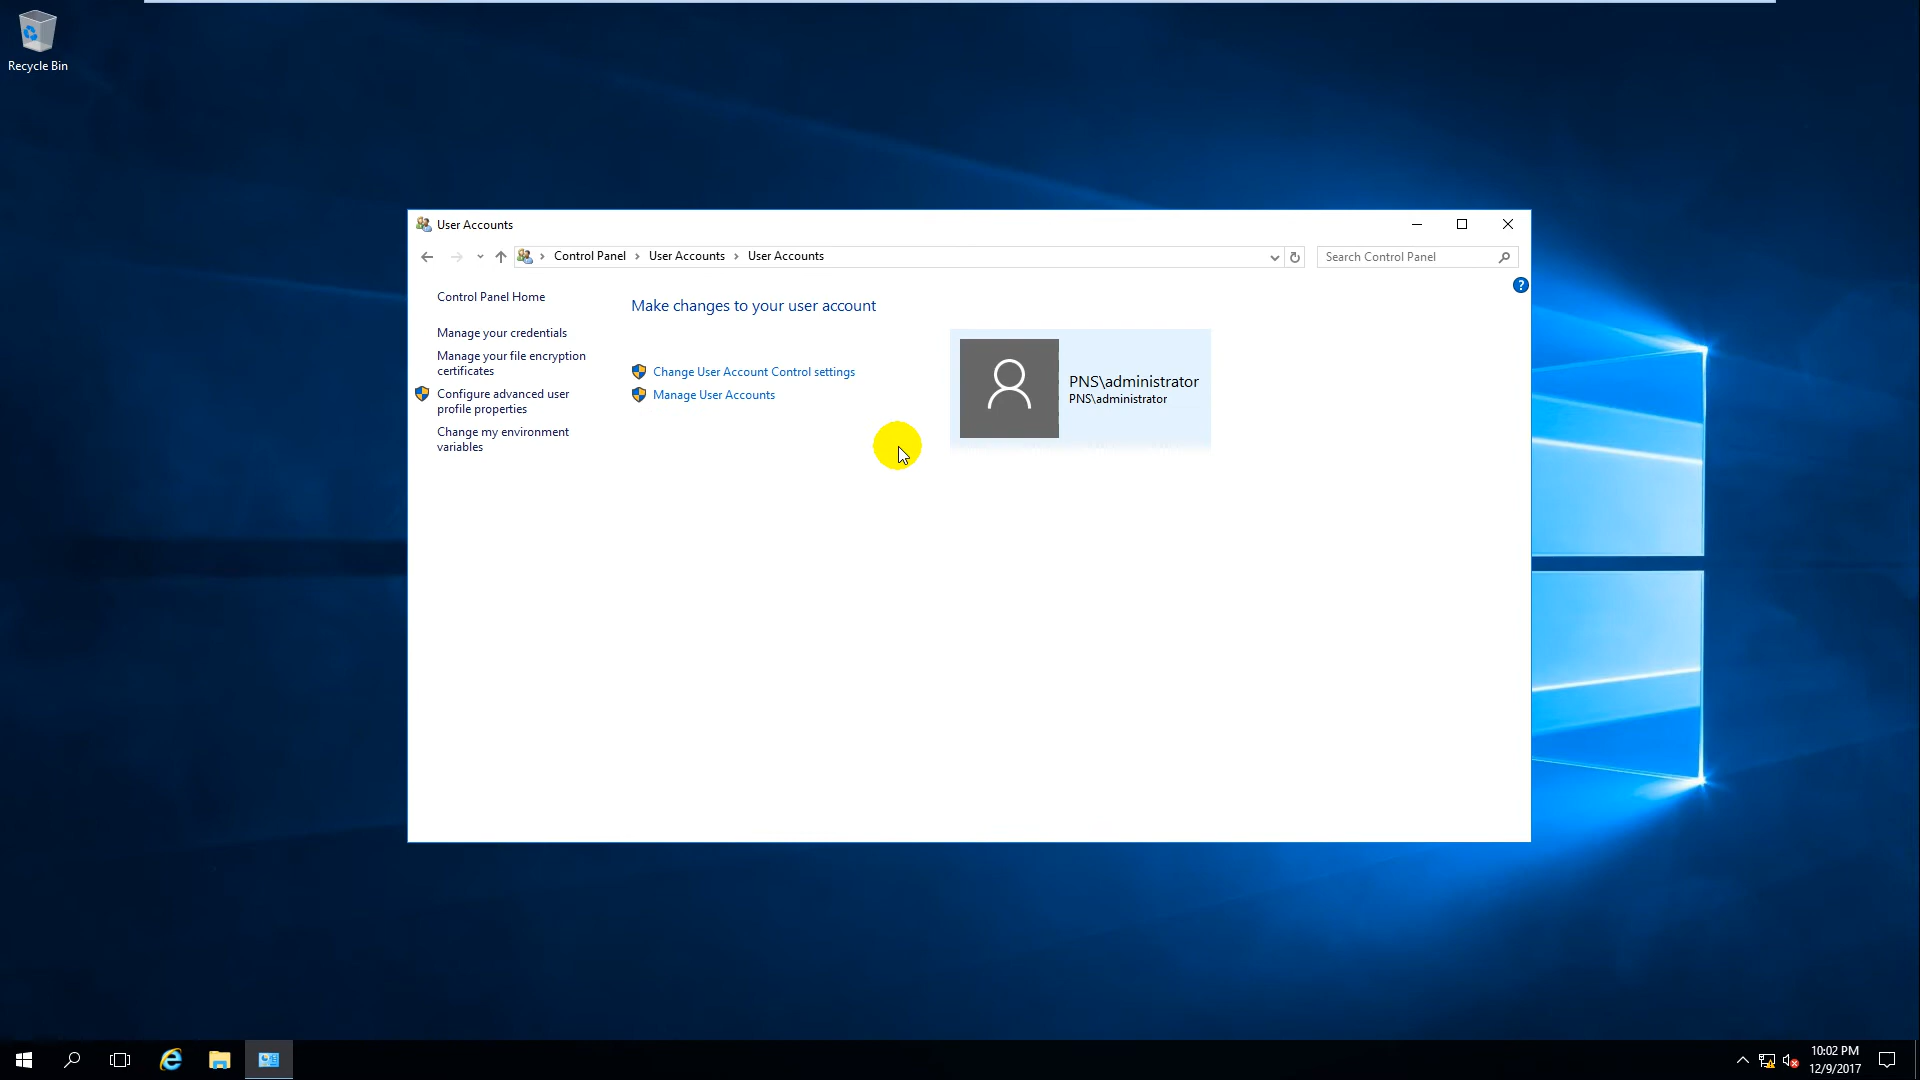 Recycle Bin
User Accounts
Control Panel > User Accounts > User Accounts
Search Control Panel
?
Control Panel Home
Manage your credentials
Manage your file encryption
certificates
Configure advanced user
profile properties
Change my environment
variables
Make changes to your user account
Change User Account Control settings
Manage User Accounts
PNS\administrator
PNS\administrator
10:02 PM
12/9/2017